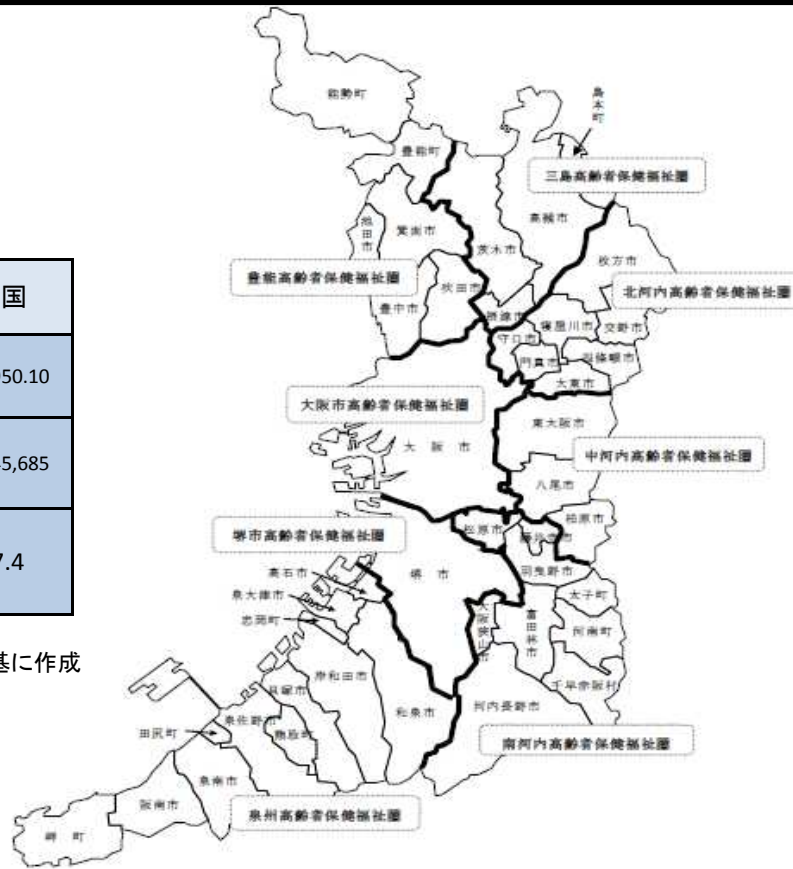 国
50.10
5,685
7.4
基に作成
能勢町
島本町
豊能町
三島高齢者保健福祉圏
高槻市
池田市
箕面市
茨木市
枚方市
豊能高齢者保健福祉圏
吹田市
北河内高齢者保健福祉圏
豊中市
摂津市
寝屋川市
交野市
守口市
門真市
四條畷市
大東市
大阪市高齢者保健福祉圏
東大阪市
大阪市
中河内高齢者保健福祉圏
八尾市
柏原市
松原市
藤井寺市
堺市高齢者保健福祉圏
羽曳野市
高石市
堺市
太子町
泉大津市
大阪狭山市
富田林市
河南町
忠岡町
千早赤阪村
岸和田市
貝塚市
和泉市
河内長野市
泉佐野市
熊取町
田尻町
南河内高齢者保健福祉圏
泉南市
阪南市
泉州高齢者保健福祉圏
岬町